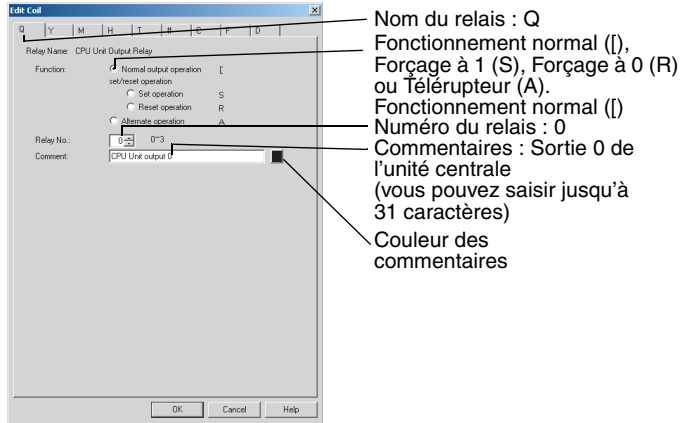 Edit Coil
Q Y M H T # C F D
Relay Name: CPU Unit Output Relay
Function: Normal output operation [
set/reset operation
Set operation S
Reset operation R
Alternate operation A
Relay No.: 0 0~3
Comment: CPU Unit output 0
OK Cancel Help
Nom du relais : Q
Fonctionnement normal ([),
Forçage à 1 (S), Forçage à 0 (R)
ou Télérupteur (A).
Fonctionnement normal ([)
Numéro du relais : 0
Commentaires : Sortie 0 de
l’unité centrale
(vous pouvez saisir jusqu’à
31 caractères)
Couleur des
commentaires